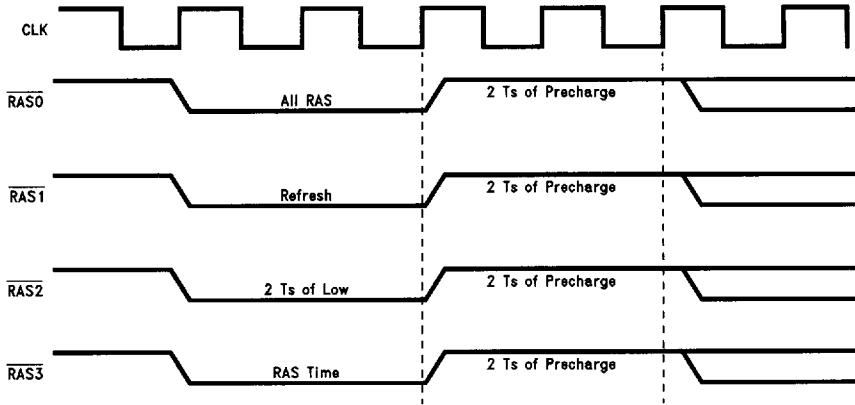 CLK
RAS0 All RAS 2 Ts of Precharge
RAS1 Refresh 2 Ts of Precharge
RAS2 2 Ts of Low 2 Ts of Precharge
RAS3 RAS Time 2 Ts of Precharge